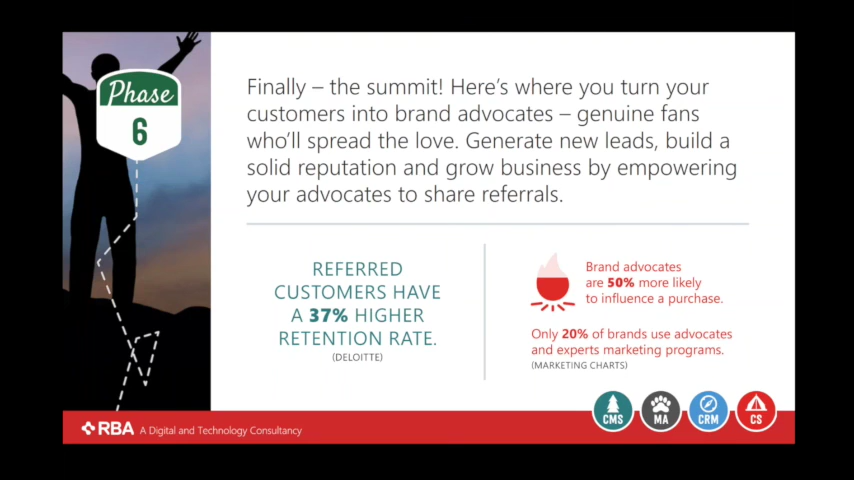 Phase
6
Finally – the summit! Here's where you turn your
customers into brand advocates – genuine fans
who'll spread the love. Generate new leads, build a
solid reputation and grow business by empowering
your advocates to share referrals.
REFERRED
CUSTOMERS HAVE
A 37% HIGHER
RETENTION RATE.
(DELOITTE)
Brand advocates
are 50% more likely
to influence a purchase.
Only 20% of brands use advocates
and experts marketing programs.
(MARKETING CHARTS)
RBA A Digital and Technology Consultancy
CMS
MA
CRM
CS